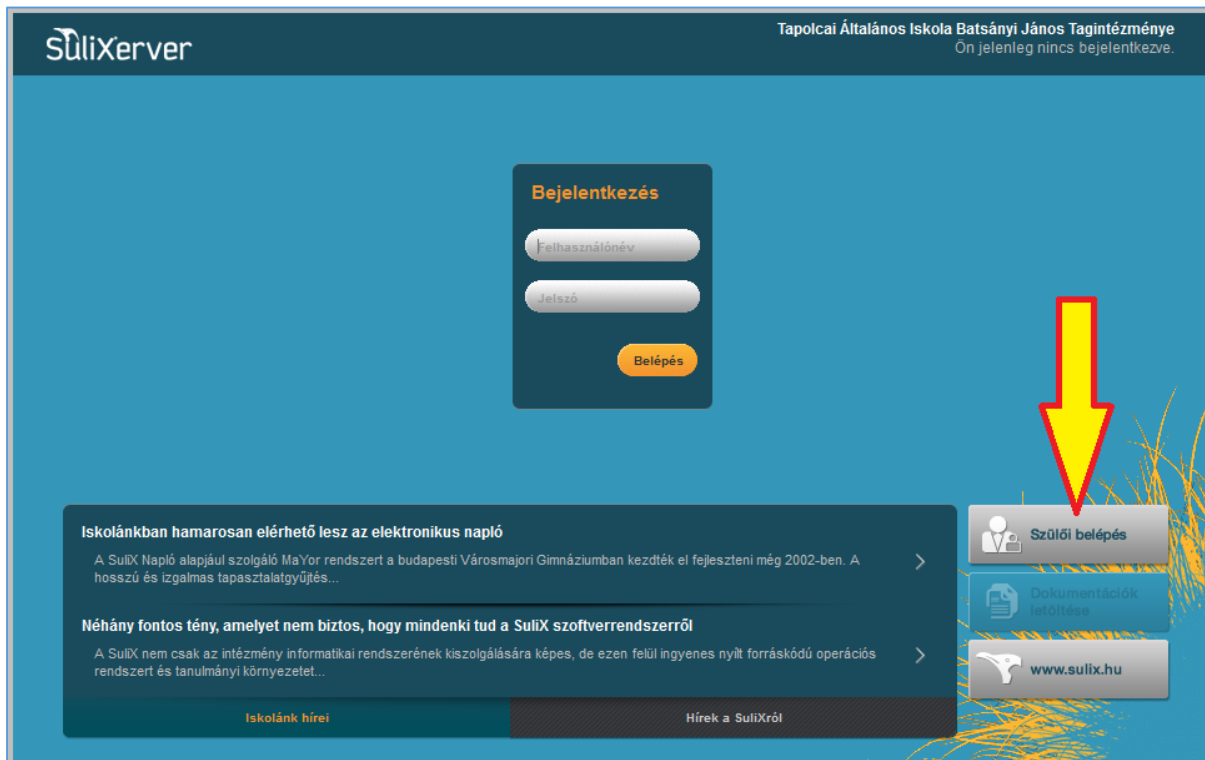 SuliXerver
Tapolcai Általános Iskola Batsányi János Tagintézménye
Ön jelenleg nincs bejelentkezve.
Bejelentkezés
Felhasználónév
Jelszó
Belépés
Iskolánkban hamarosan elérhető lesz az elektronikus napló
A SuliX Napló alapjául szolgáló MaYor rendszert a budapesti Városmajori Gimnáziumban kezdték el fejleszteni még 2002-ben. A
hosszú és izgalmas tapasztalatgyűjtés...
Néhány fontos tény, amelyet nem biztos, hogy mindenki tud a SuliX szoftverrendszerről
A SuliX nem csak az intézmény informatikai rendszerének kiszolgálására képes, de ezen felül ingyenes nyílt forráskódú operációs
rendszert és tanulmányi környezetet...
Iskolánk hírei
Hírek a SuliXról
Szülői belépés
Dokumentációk
letöltése
www.sulix.hu